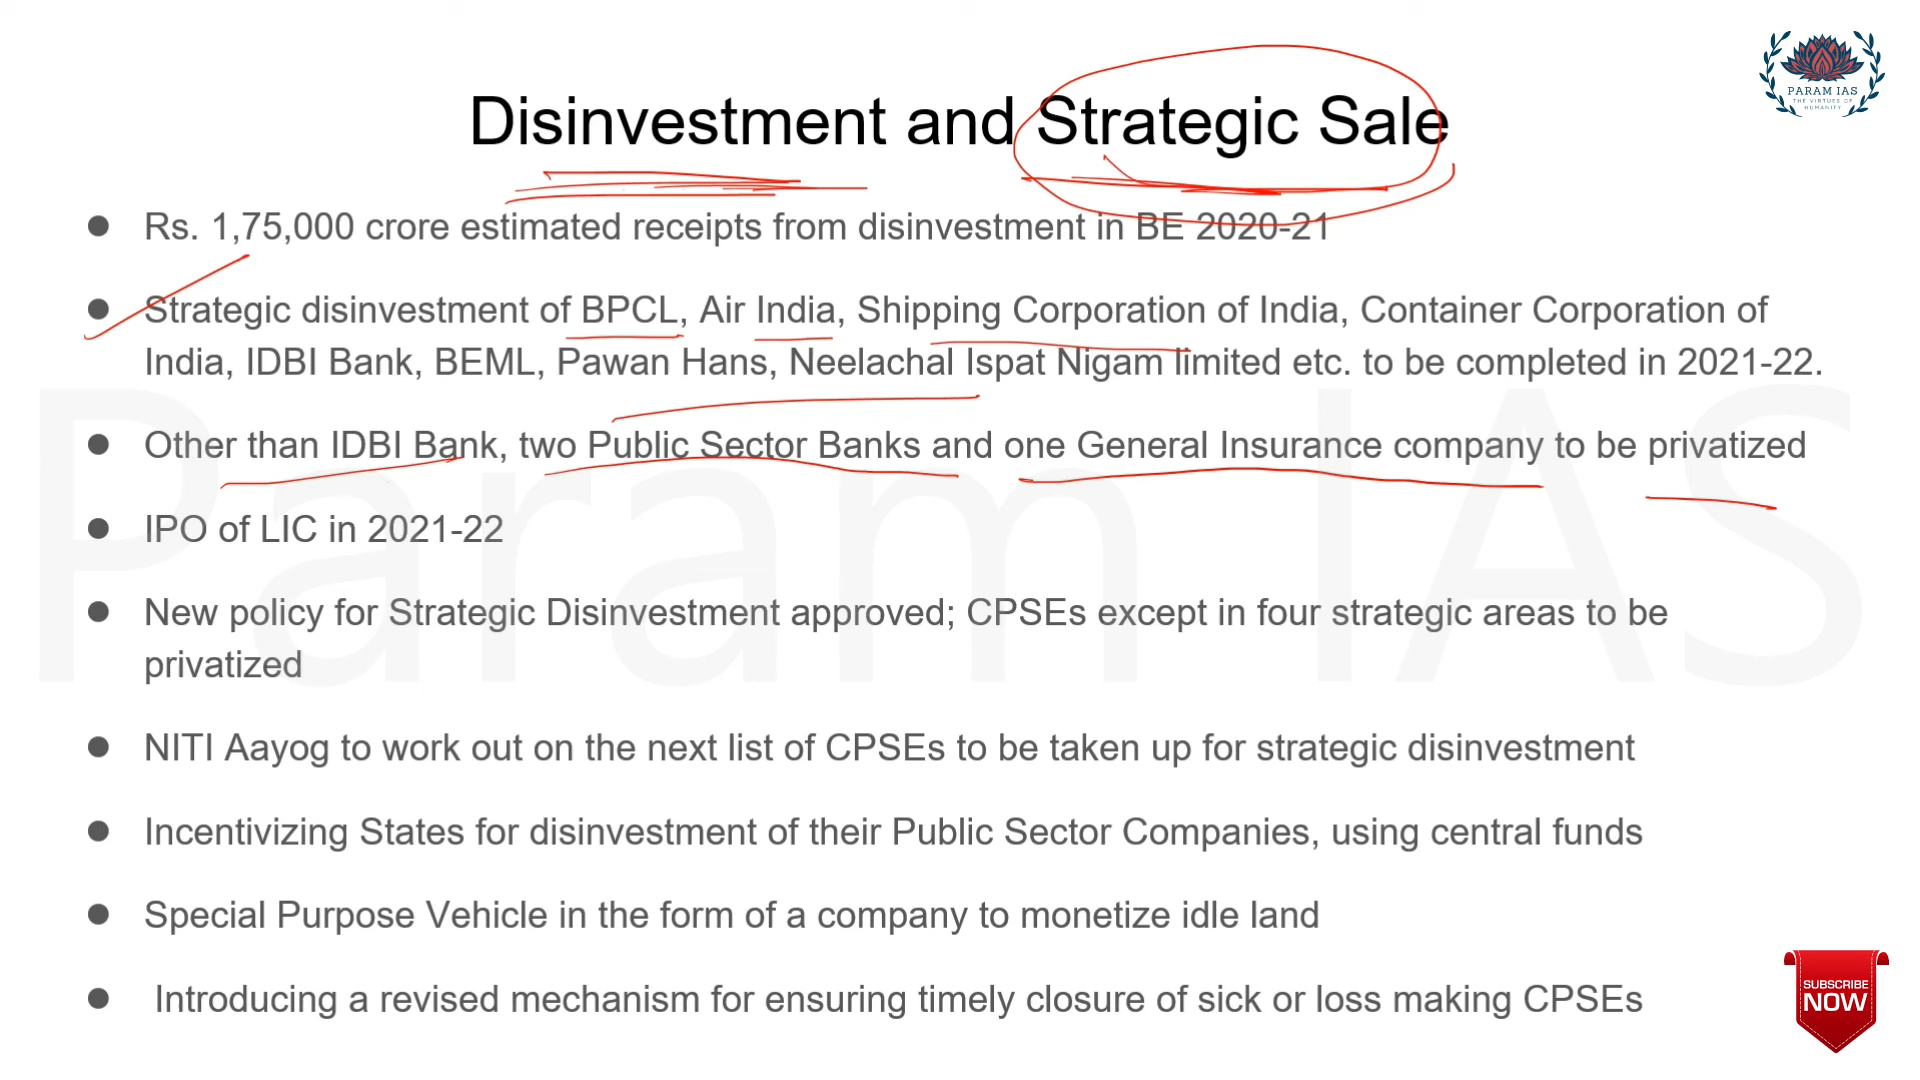 PARAM IAS
THE VIRTUES OF
HUMANITY
Disinvestment and Strategic Sale
● Rs. 1,75,000 crore estimated receipts from disinvestment in BE 2020-21
● Strategic disinvestment of BPCL, Air India, Shipping Corporation of India, Container Corporation of
India, IDBI Bank, BEML, Pawan Hans, Neelachal Ispat Nigam limited etc. to be completed in 2021-22.
● Other than IDBI Bank, two Public Sector Banks and one General Insurance company to be privatized
● IPO of LIC in 2021-22
● New policy for Strategic Disinvestment approved; CPSEs except in four strategic areas to be
privatized
● NITI Aayog to work out on the next list of CPSEs to be taken up for strategic disinvestment
● Incentivizing States for disinvestment of their Public Sector Companies, using central funds
● Special Purpose Vehicle in the form of a company to monetize idle land
● Introducing a revised mechanism for ensuring timely closure of sick or loss making CPSEs
Param IAS
SUBSCRIBE
NOW